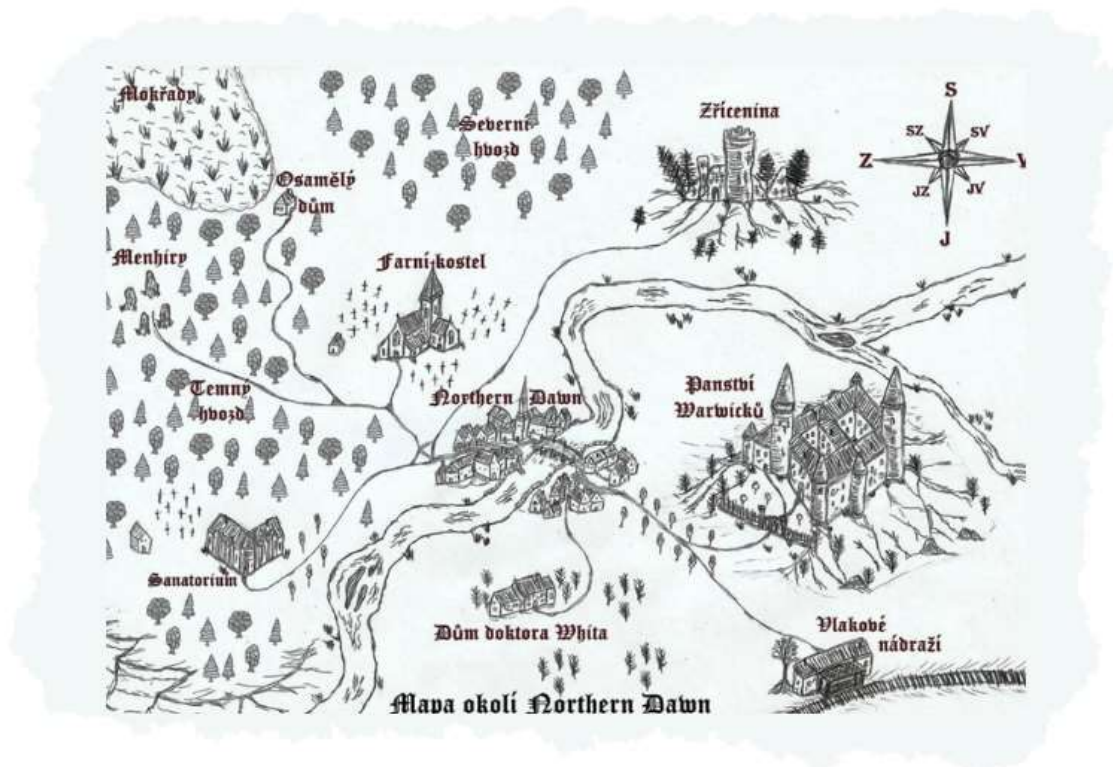 Mokřady
Severní
hvozd
Zřícenina
S
SZ
SV
Z
V
JZ
JV
J
Osamělý
dům
Menhiry
Farní kostel
Temný
hvozd
Northern Dawn
Panství
Warwicků
Sanatorium
Dům doktora Whita
Vlakové
nádraží
Mapa okolí Northern Dawn